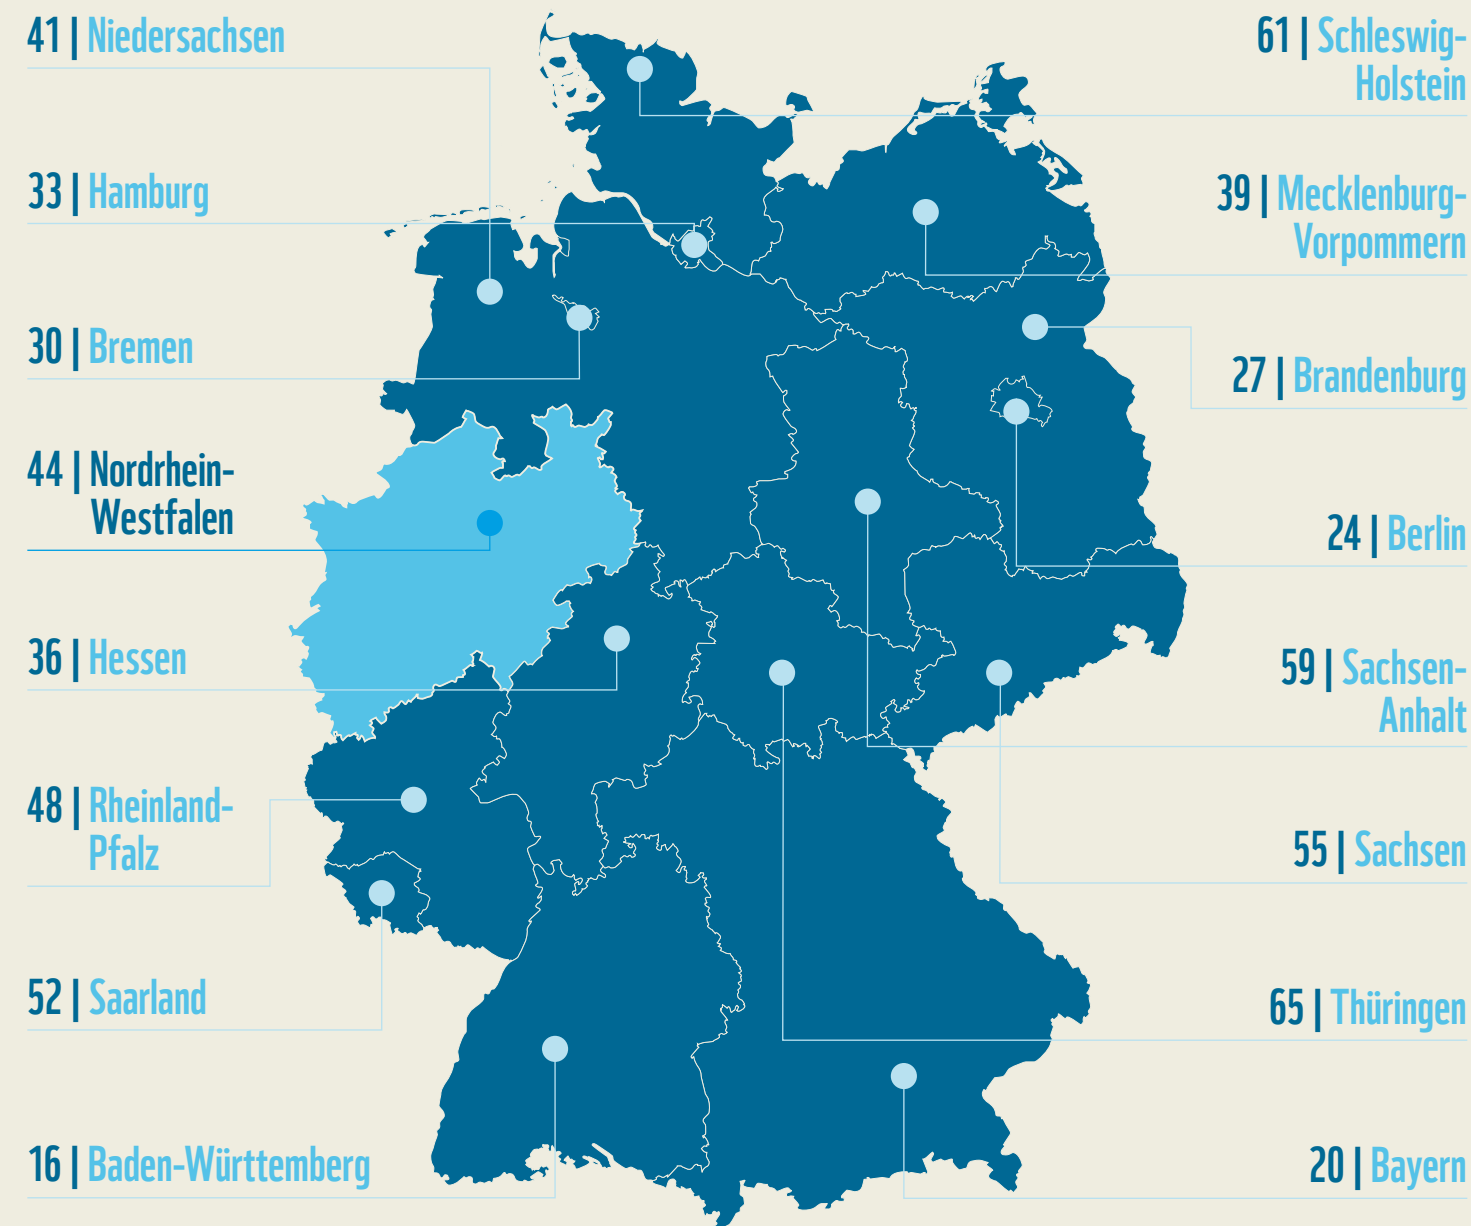 41 | Niedersachsen
33 | Hamburg
30 | Bremen
44 | Nordrhein-
Westfalen
36 | Hessen
48 | Rheinland-
Pfalz
52 | Saarland
16 | Baden-Württemberg
61 | Schleswig-
Holstein
39 | Mecklenburg-
Vorpommern
27 | Brandenburg
24 | Berlin
59 | Sachsen-
Anhalt
55 | Sachsen
65 | Thüringen
20 | Bayern